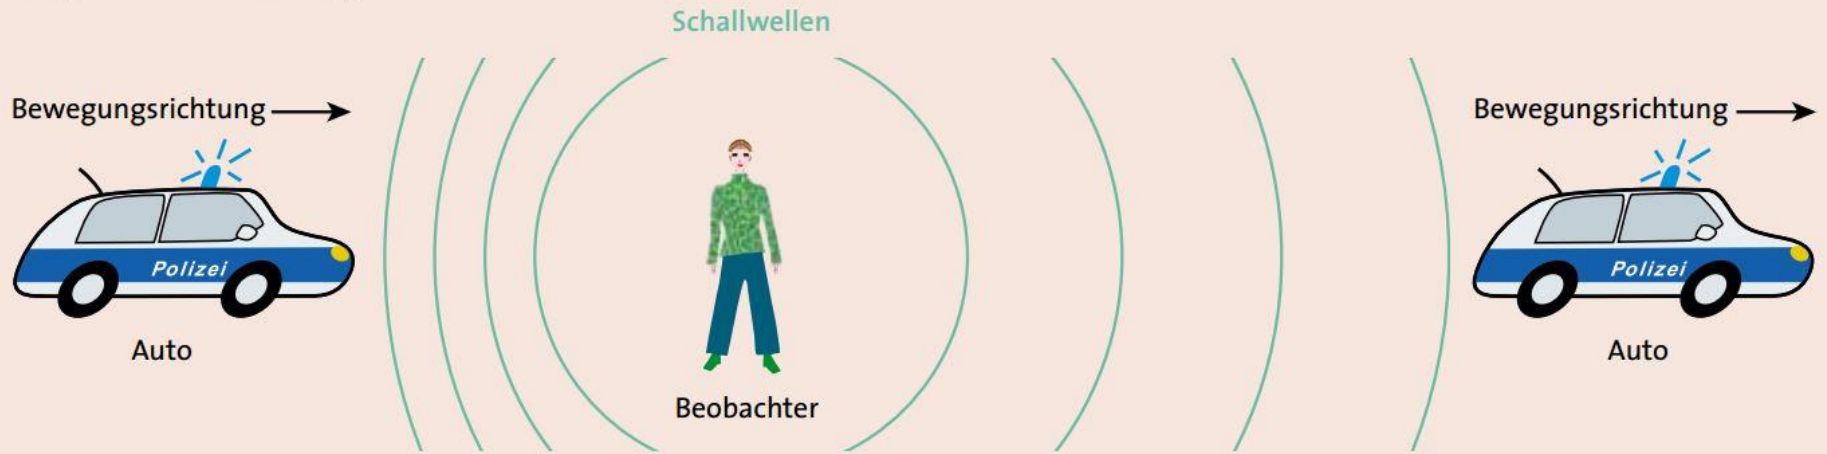 Schallwellen
Bewegungsrichtung
Bewegungsrichtung
Polizei
Polizei
Auto
Auto
Beobachter